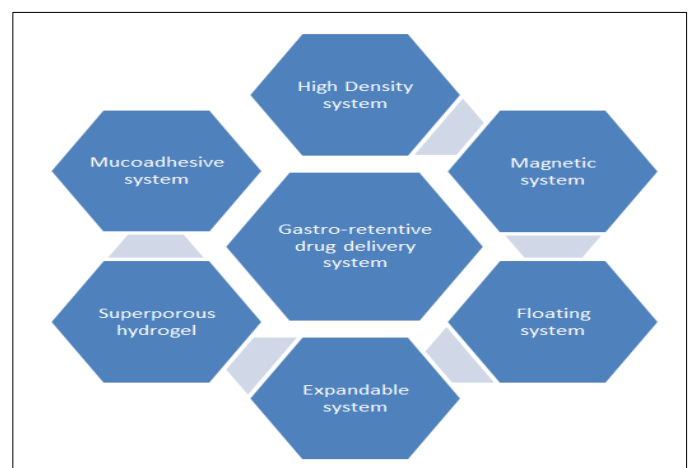 High Density
system
Mucoadhesive
system
Magnetic
system
Gastro-retentive
drug delivery
system
Superporous
hydrogel
Floating
system
Expandable
system